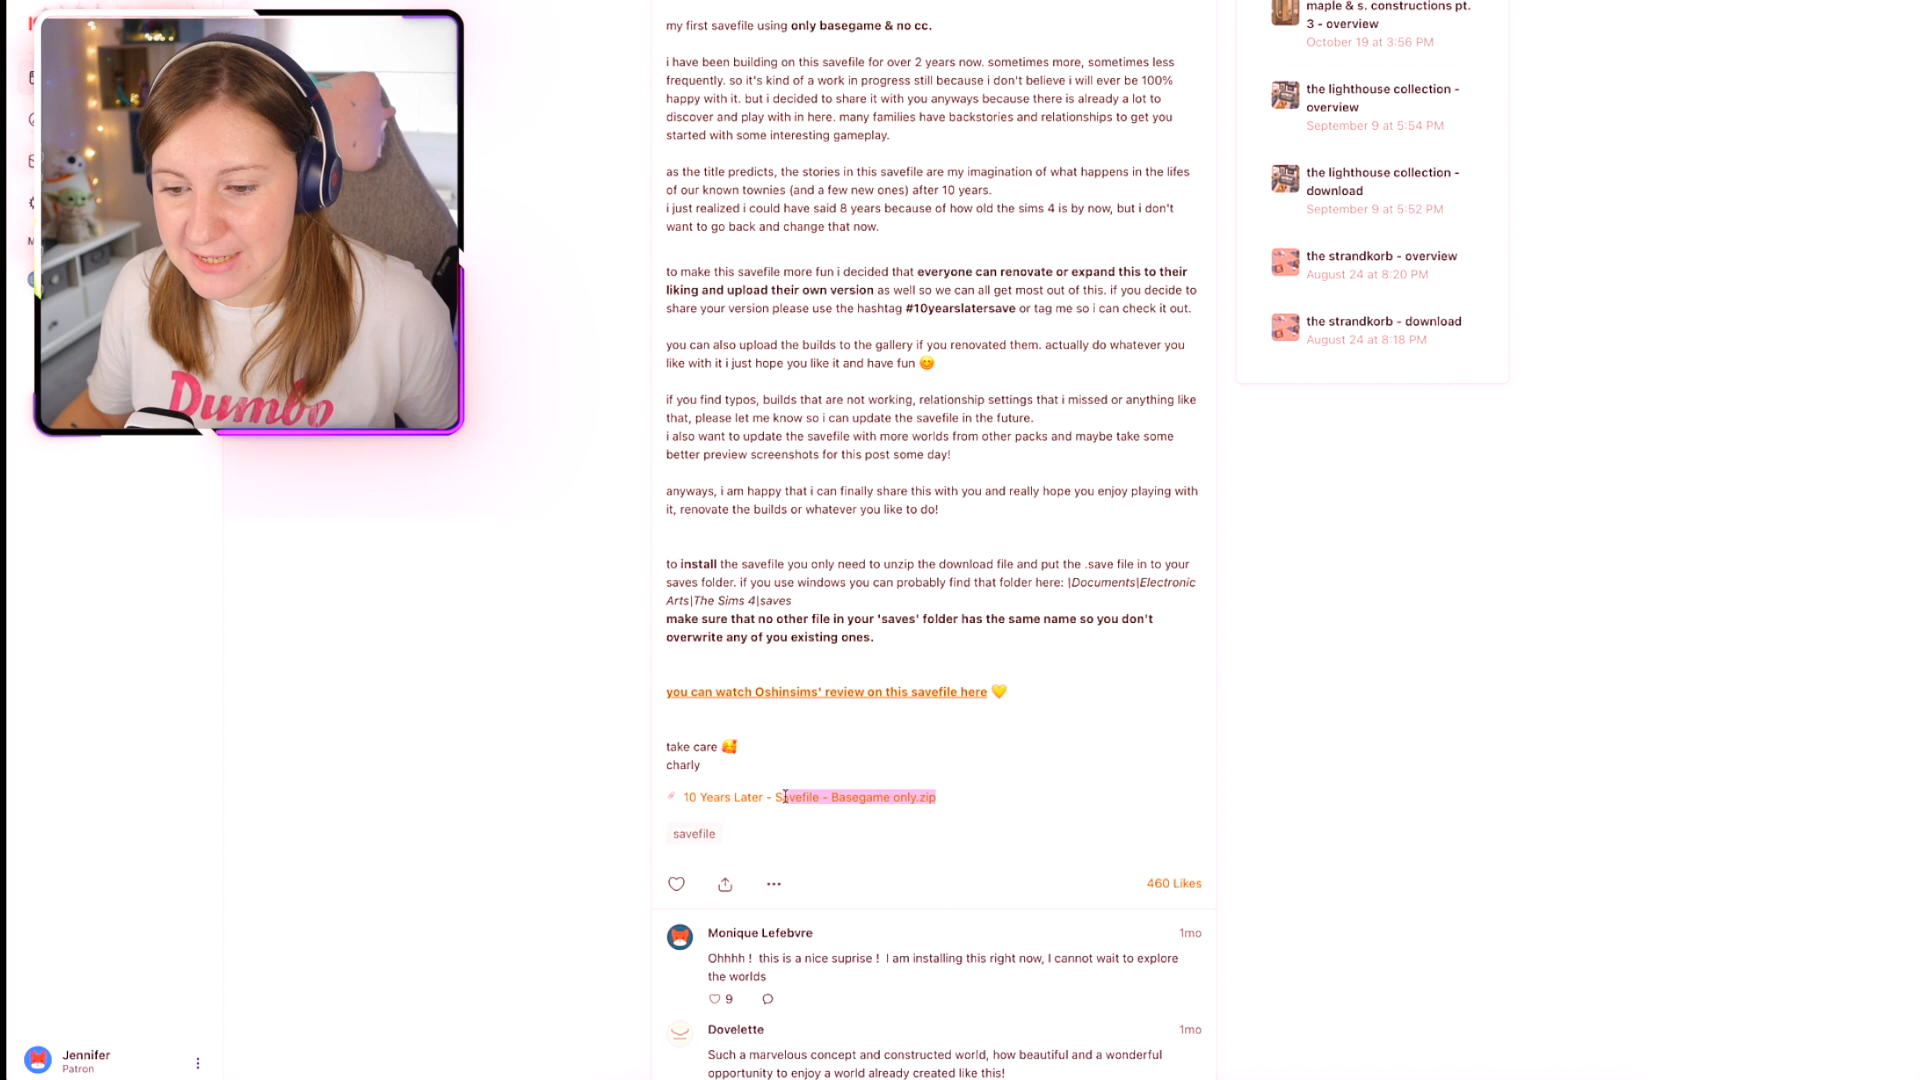 my first savefile using only basegame & no cc.
i have been building on this savefile for over 2 years now. sometimes more, sometimes less
frequently. so it's kind of a work in progress still because i don't believe i will ever be 100%
happy with it. but i decided to share it with you anyways because there is already a lot to
discover and play with in here. many families have backstories and relationships to get you
started with some interesting gameplay.
as the title predicts, the stories in this savefile are my imagination of what happens in the lifes
of our known townies (and a few new ones) after 10 years.
i just realized i could have said 8 years because of how old the sims 4 is by now, but i don't
want to go back and change that now.
to make this savefile more fun i decided that everyone can renovate or expand this to their
liking and upload their own version as well so we can all get most out of this. if you decide to
share your version please use the hashtag #10yearslatersave or tag me so i can check it out.
you can also upload the builds to the gallery if you renovated them. actually do whatever you
like with it i just hope you like it and have fun 😊
if you find typos, builds that are not working, relationship settings that i missed or anything like
that, please let me know so i can update the savefile in the future.
i also want to update the savefile with more worlds from other packs and maybe take some
better preview screenshots for this post some day!
anyways, i am happy that i can finally share this with you and really hope you enjoy playing with
it, renovate the builds or whatever you like to do!
to install the savefile you only need to unzip the download file and put the .save file in to your
saves folder. if you use windows you can probably find that folder here: |Documents|Electronic
Arts|The Sims 4|saves
make sure that no other file in your 'saves' folder has the same name so you don't
overwrite any of you existing ones.
you can watch Oshinsims' review on this savefile here 💛
take care 🥰
charly
10 Years Later - Savefile - Basegame only.zip
savefile
460 Likes
Monique Lefebvre
1mo
Ohhhh ! this is a nice suprise ! I am installing this right now, I cannot wait to explore
the worlds
9
Dovelette
1mo
Such a marvelous concept and constructed world, how beautiful and a wonderful
opportunity to enjoy a world already created like this!
maple & s. constructions pt.
3 - overview
October 19 at 3:56 PM
the lighthouse collection -
overview
September 9 at 5:54 PM
the lighthouse collection -
download
September 9 at 5:52 PM
the strandkorb - overview
August 24 at 8:20 PM
the strandkorb - download
August 24 at 8:18 PM
Dumbo
Jennifer
Patron